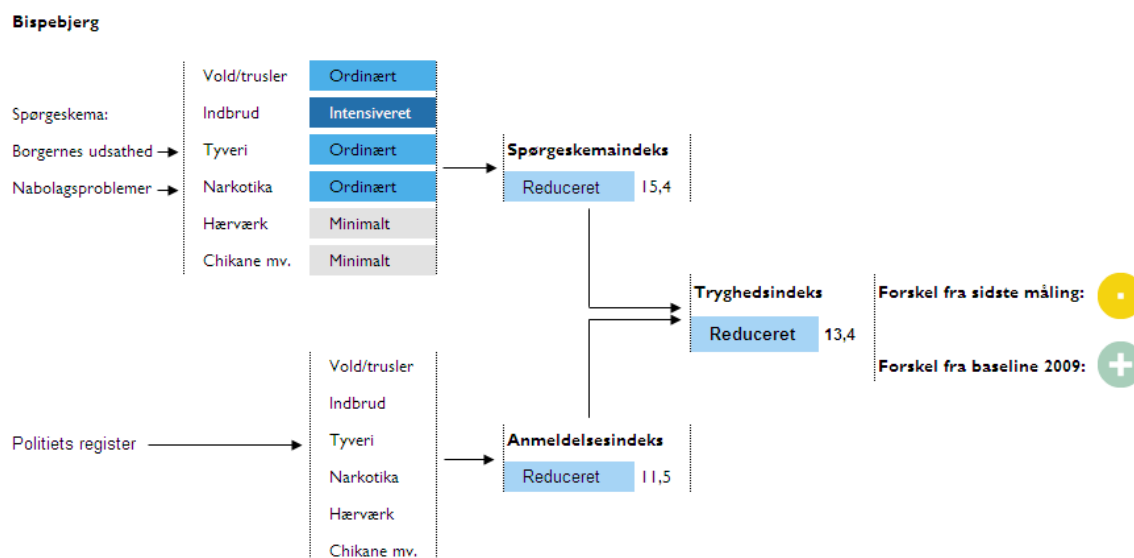 Bispebjerg
Vold/trusler Ordinært
Spørgeskema: Indbrud Intensiveret
Borgernes udsathed Tyveri Ordinært
Nabolagsproblemer Narkotika Ordinært
Hærværk Minimalt
Chikane mv. Minimalt
Spørgeskemaindeks
Reduceret 15,4
Tryghedsindeks
Reduceret 13,4
Forskel fra sidste måling:
Forskel fra baseline 2009:
Politiets register
Vold/trusler
Indbrud
Tyveri
Narkotika
Hærværk
Chikane mv.
Anmeldelsesindeks
Reduceret 11,5